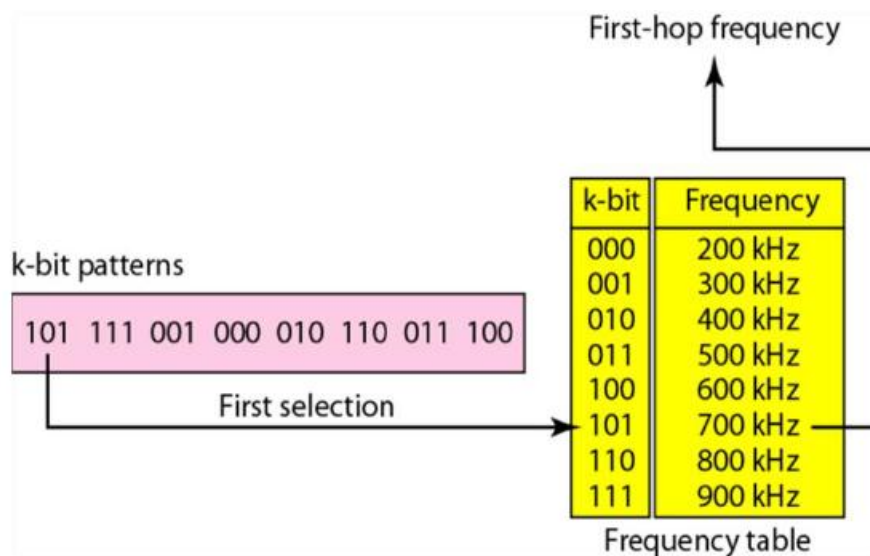 First-hop frequency
k-bit patterns
101 111 001 000 010 110 011 100
First selection
k-bit Frequency
000 200 kHz
001 300 kHz
010 400 kHz
011 500 kHz
100 600 kHz
101 700 kHz
110 800 kHz
111 900 kHz
Frequency table